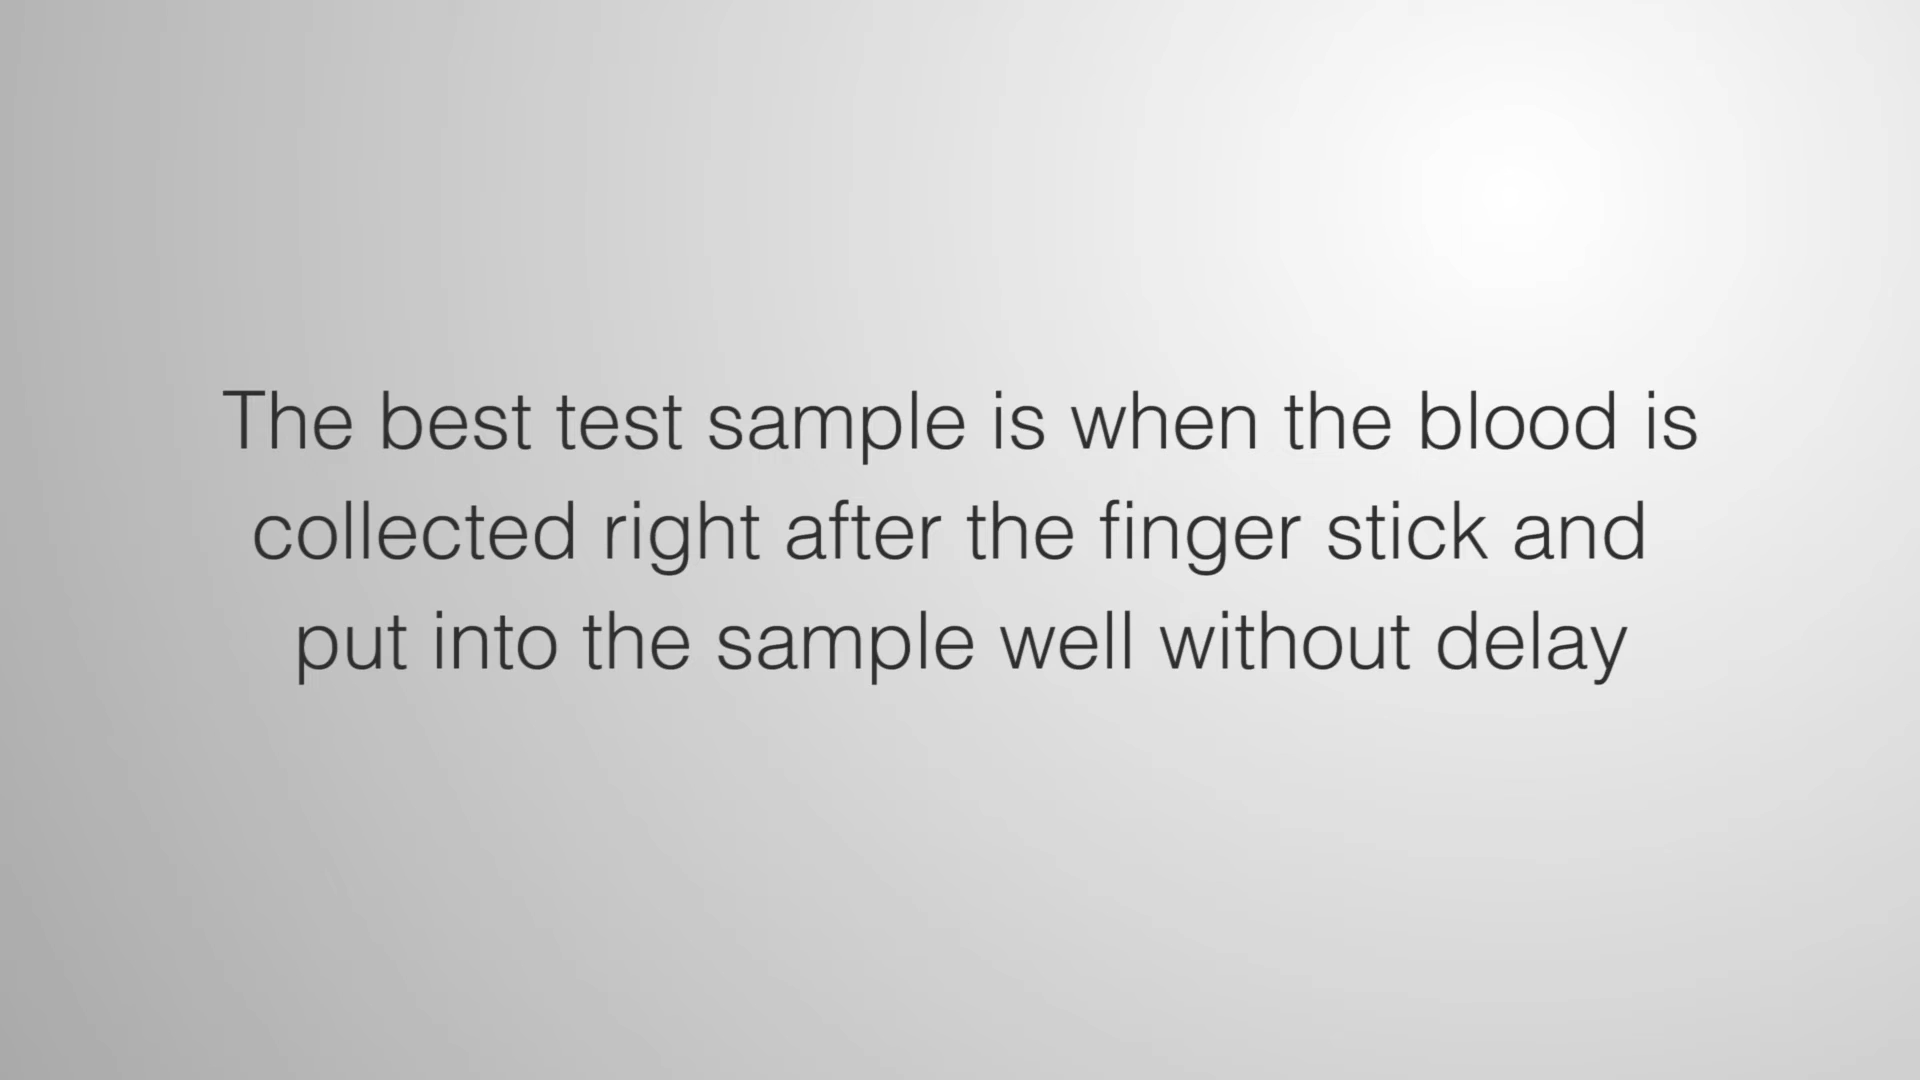 The best test sample is when the blood is
collected right after the finger stick and
put into the sample well without delay